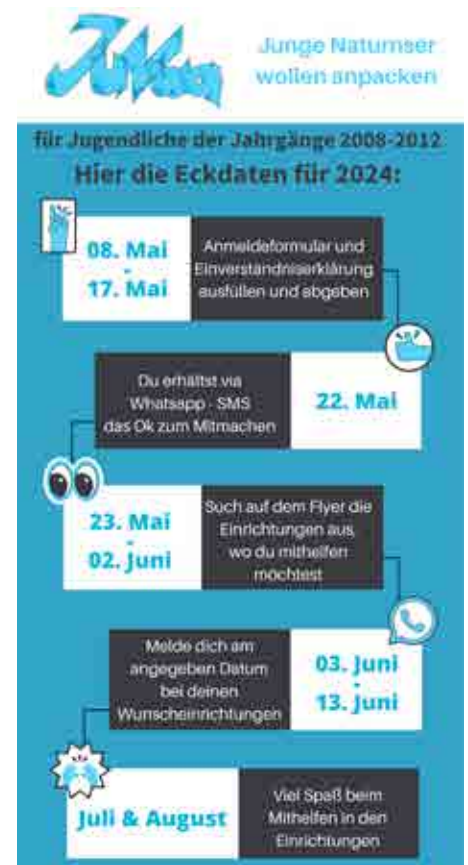 JuNwa
Junge Naturnser
wollen anpacken
für Jugendliche der Jahrgänge 2008-2012
Hier die Eckdaten für 2024:
08. Mai
-
17. Mai
Anmeldeformular und
Einverständniserklärung
ausfüllen und abgeben
Du erhältst via
Whatsapp - SMS
das Ok zum Mitmachen
22. Mai
23. Mai
-
02. Juni
Such auf dem Flyer die
Einrichtungen aus,
wo du mithelfen
möchtest
Melde dich am
angegeben Datum
bei deinen
Wunscheinrichtungen
03. Juni
-
13. Juni
Juli & August
Viel Spaß beim
Mithelfen in den
Einrichtungen